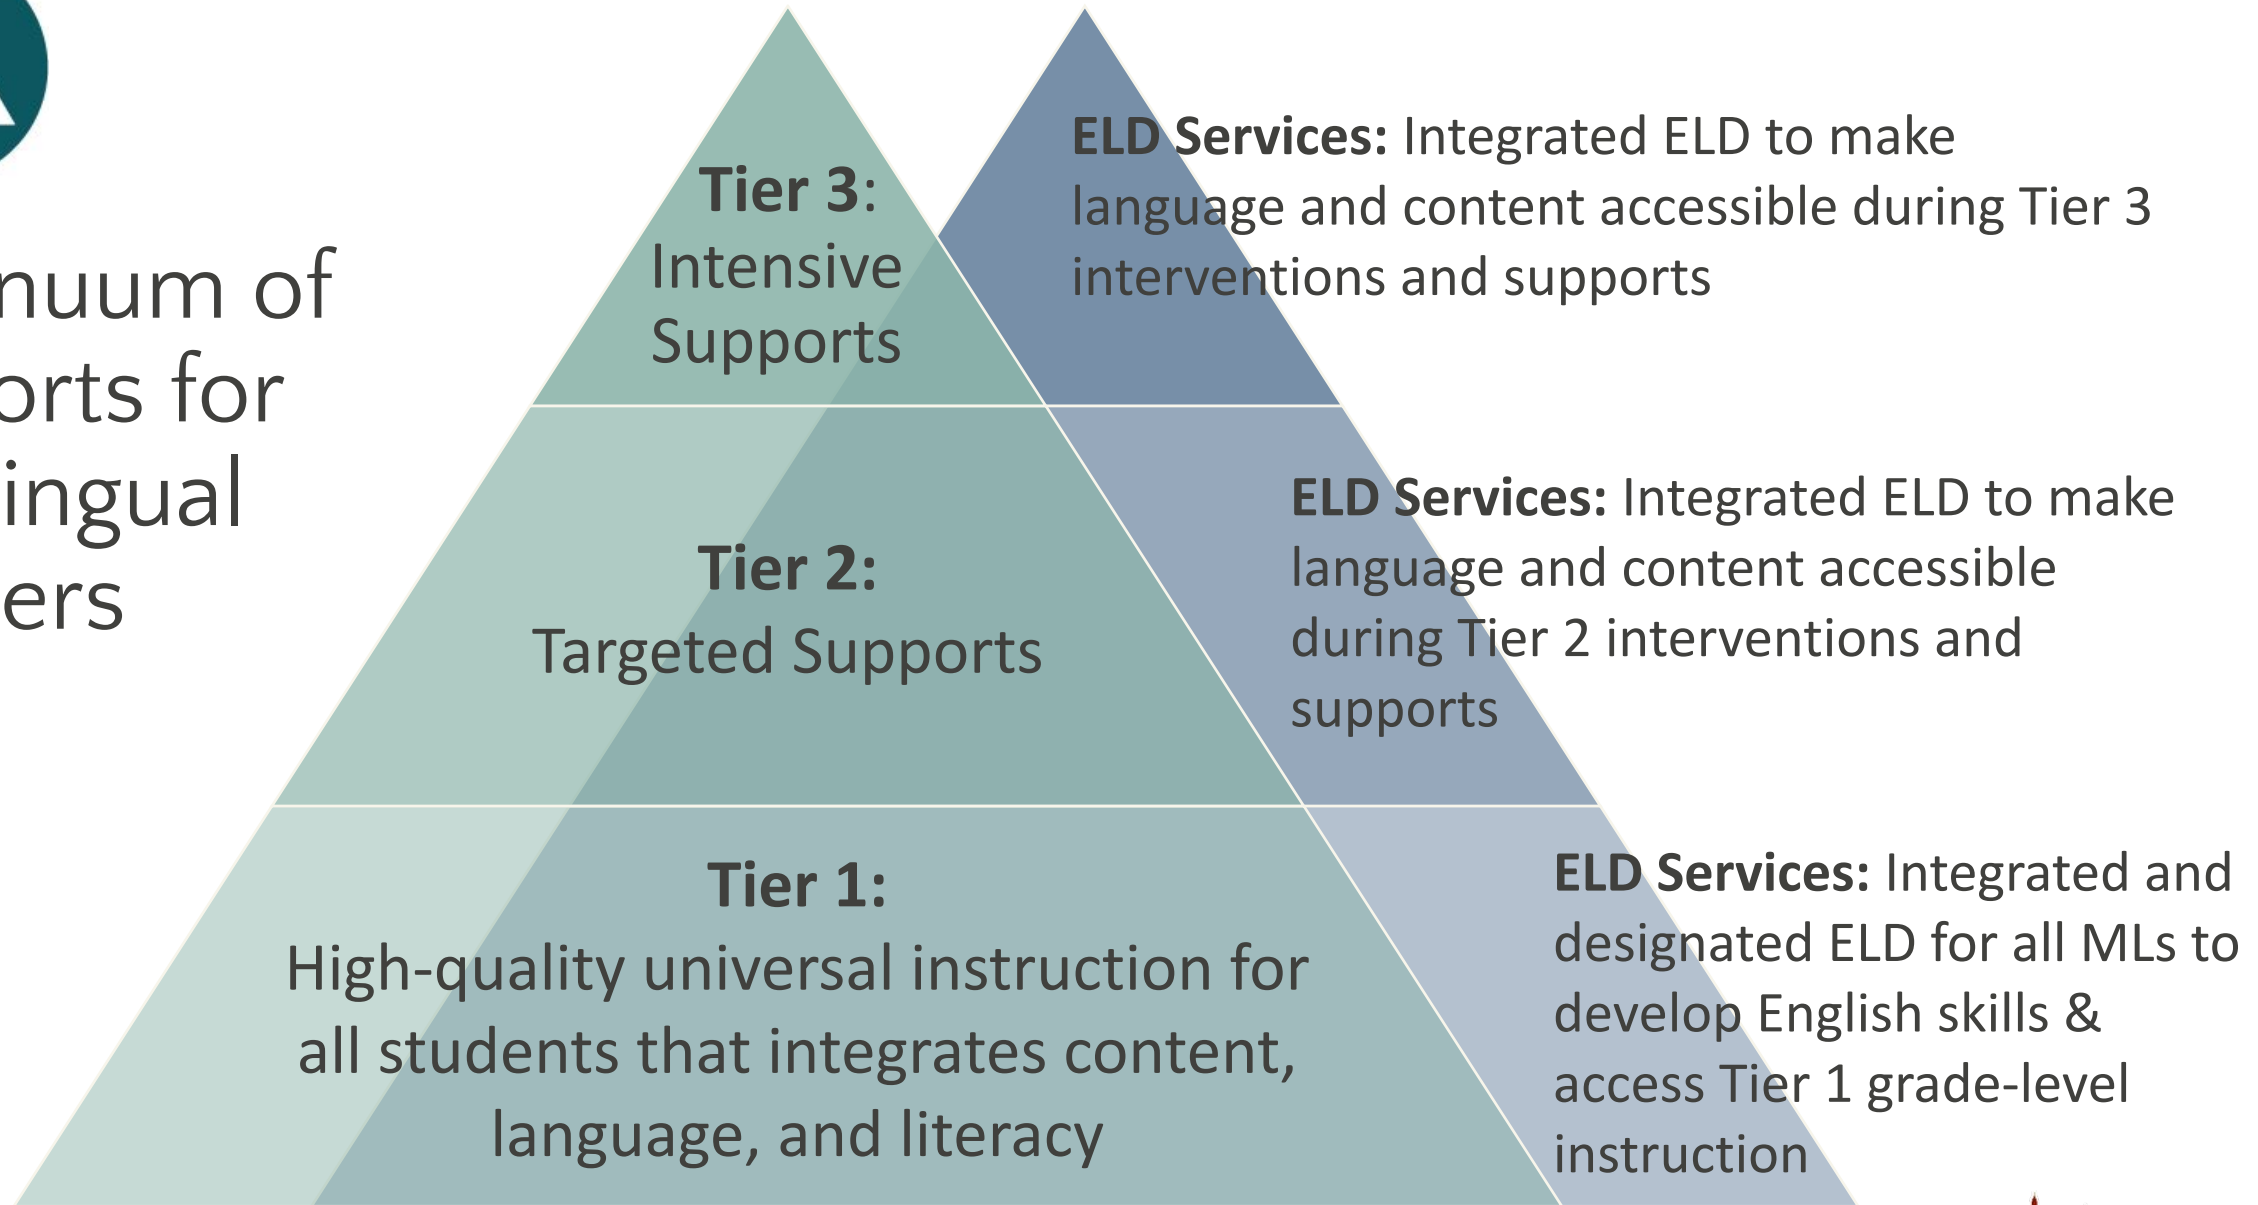 nuum of
orts for
ingual
ers
Tier 3:
Intensive
Supports
ELD Services: Integrated ELD to make
language and content accessible during Tier 3
interventions and supports
Tier 2:
Targeted Supports
ELD Services: Integrated ELD to make
language and content accessible
during Tier 2 interventions and
supports
Tier 1:
High-quality universal instruction for
all students that integrates content,
language, and literacy
ELD Services: Integrated and
designated ELD for all MLs to
develop English skills &
access Tier 1 grade-level
instruction